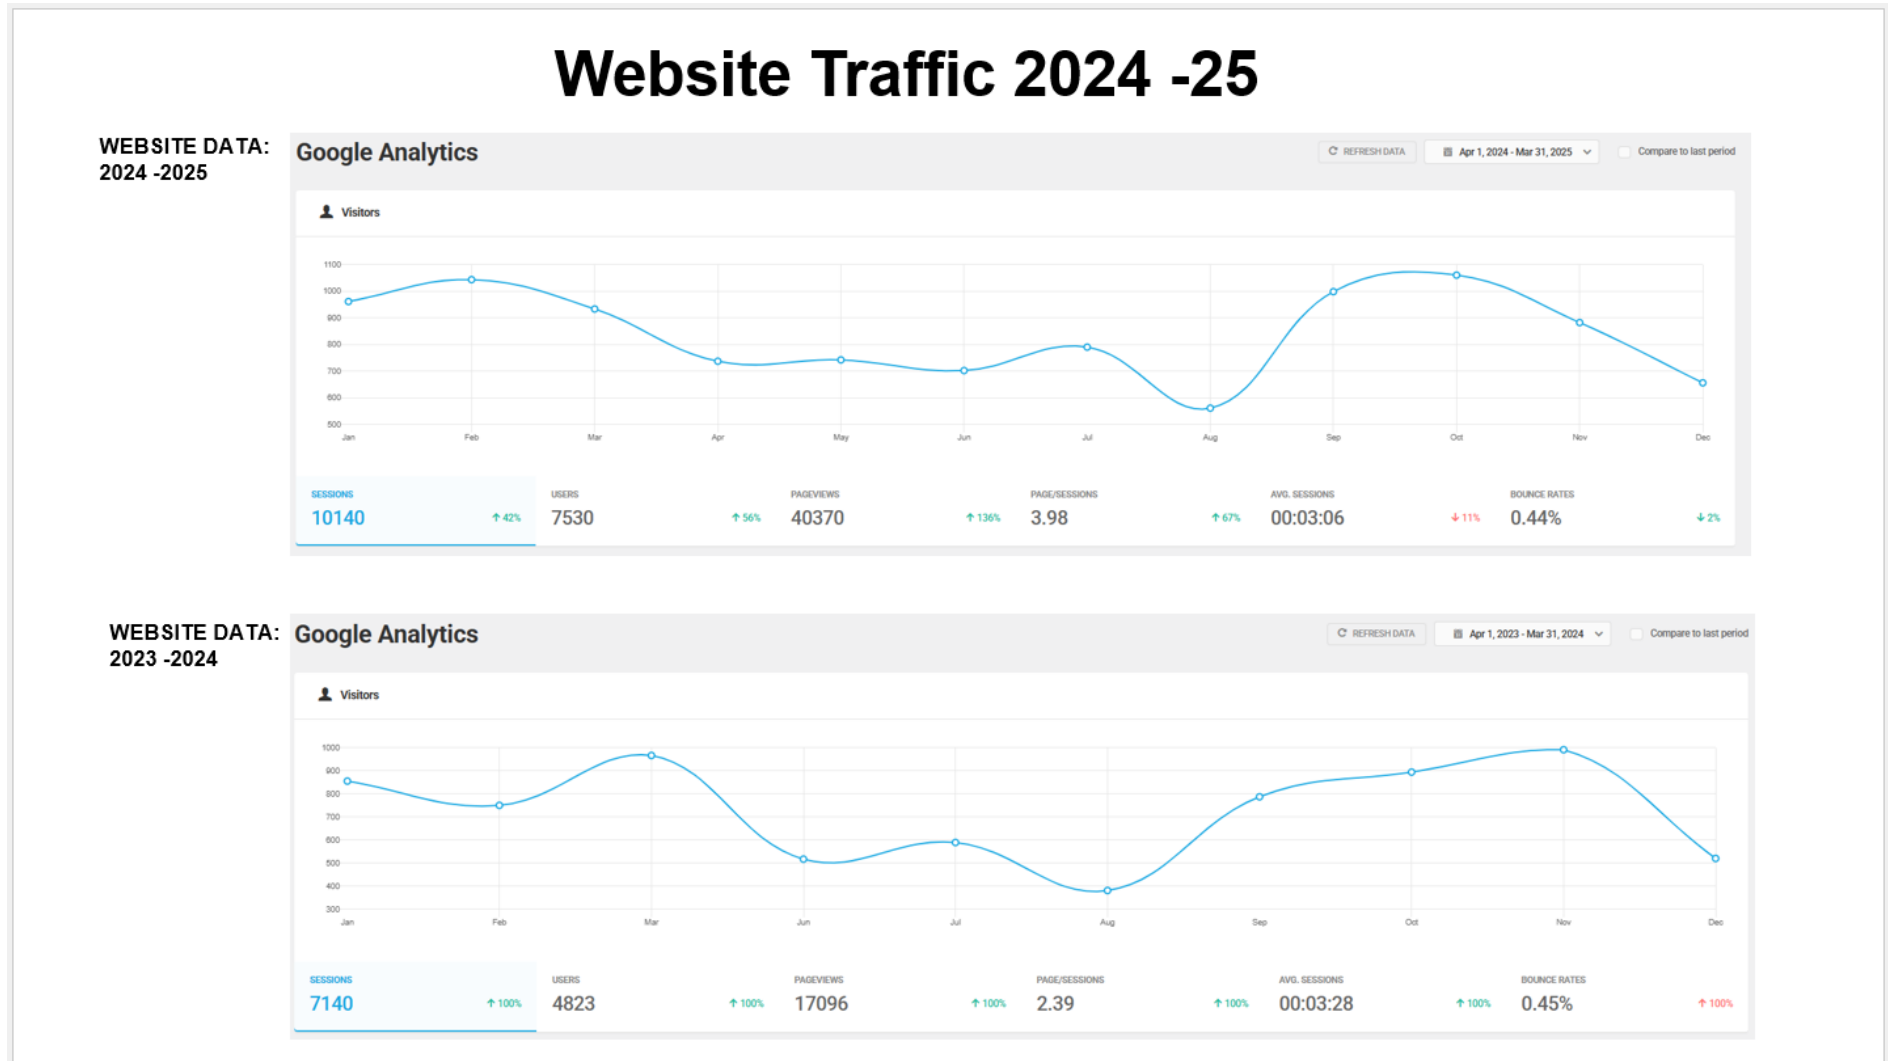 Website Traffic 2024 -25
WEBSITE DATA:
2024 -2025
Google Analytics
REFRESH DATA
Apr 1, 2024 - Mar 31, 2025
Compare to last period
Visitors
1100
1000
900
800
700
600
500
Jan Feb Mar Apr May Jun Jul Aug Sep Oct Nov Dec
SESSIONS USERS PAGEVIEWS PAGE/SESSIONS AVG. SESSIONS BOUNCE RATES
10140 ↑ 42% 7530 ↑ 56% 40370 ↑ 136% 3.98 ↑ 67% 00:03:06 ↓ 11% 0.44% ↓ 2%
WEBSITE DATA:
2023 -2024
Google Analytics
REFRESH DATA
Apr 1, 2023 - Mar 31, 2024
Compare to last period
Visitors
1000
900
800
700
600
500
400
300
Jan Feb Mar Jun Jul Aug Sep Oct Nov Dec
SESSIONS USERS PAGEVIEWS PAGE/SESSIONS AVG. SESSIONS BOUNCE RATES
7140 ↑ 100% 4823 ↑ 100% 17096 ↑ 100% 2.39 ↑ 100% 00:03:28 ↑ 100% 0.45% ↑ 100%